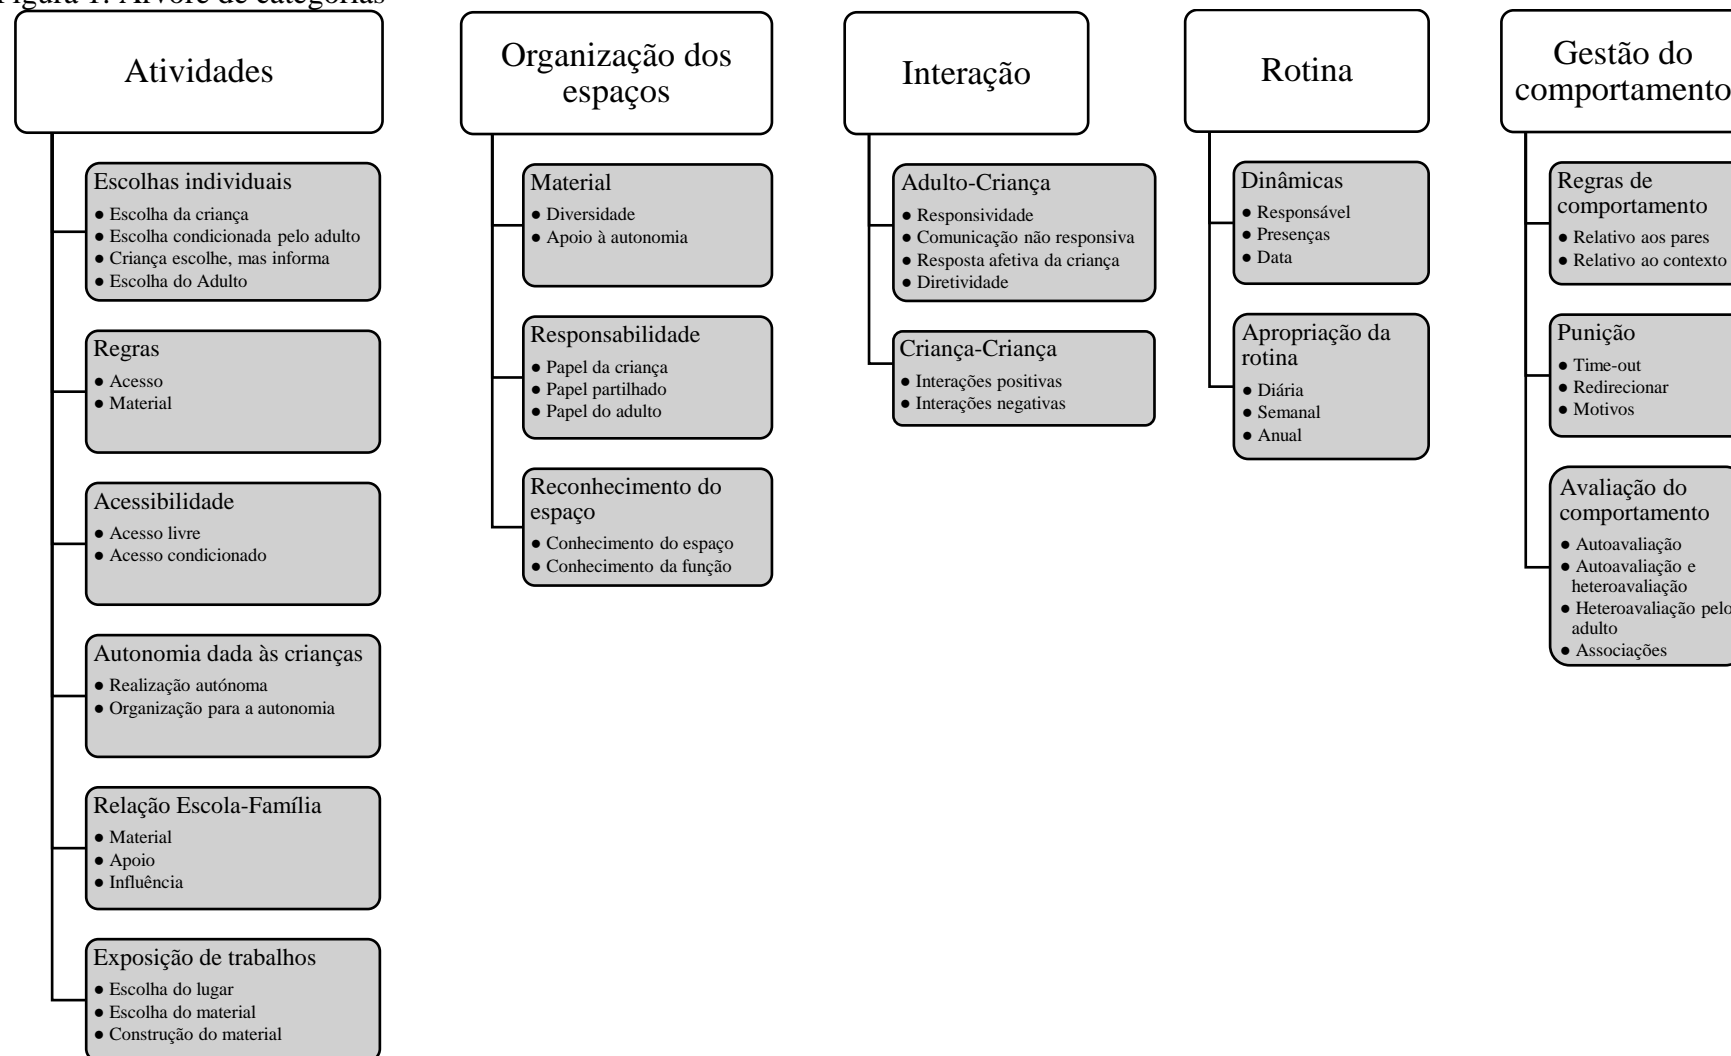 Figura 1. Árvore de categorias
Atividades
Escolhas individuais
● Escolha da criança
● Escolha condicionada pelo adulto
● Criança escolhe, mas informa
● Escolha do Adulto
Regras
● Acesso
● Material
Acessibilidade
● Acesso livre
● Acesso condicionado
Autonomia dada às crianças
● Realização autónoma
● Organização para a autonomia
Relação Escola-Família
● Material
● Apoio
● Influência
Exposição de trabalhos
● Escolha do lugar
● Escolha do material
● Construção do material
Organização dos
espaços
Material
● Diversidade
● Apoio à autonomia
Responsabilidade
● Papel da criança
● Papel partilhado
● Papel do adulto
Reconhecimento do
espaço
● Conhecimento do espaço
● Conhecimento da função
Interação
Adulto-Criança
● Responsividade
● Comunicação não responsiva
● Resposta afetiva da criança
● Diretividade
Criança-Criança
● Interações positivas
● Interações negativas
Rotina
Dinâmicas
● Responsável
● Presenças
● Data
Apropriação da
rotina
● Diária
● Semanal
● Anual
Gestão do
comportamento
Regras de
comportamento
● Relativo aos pares
● Relativo ao contexto
Punição
● Time-out
● Redirecionar
● Motivos
Avaliação do
comportamento
● Autoavaliação
● Autoavaliação e
heteroavaliação
● Heteroavaliação pelo
adulto
● Associações